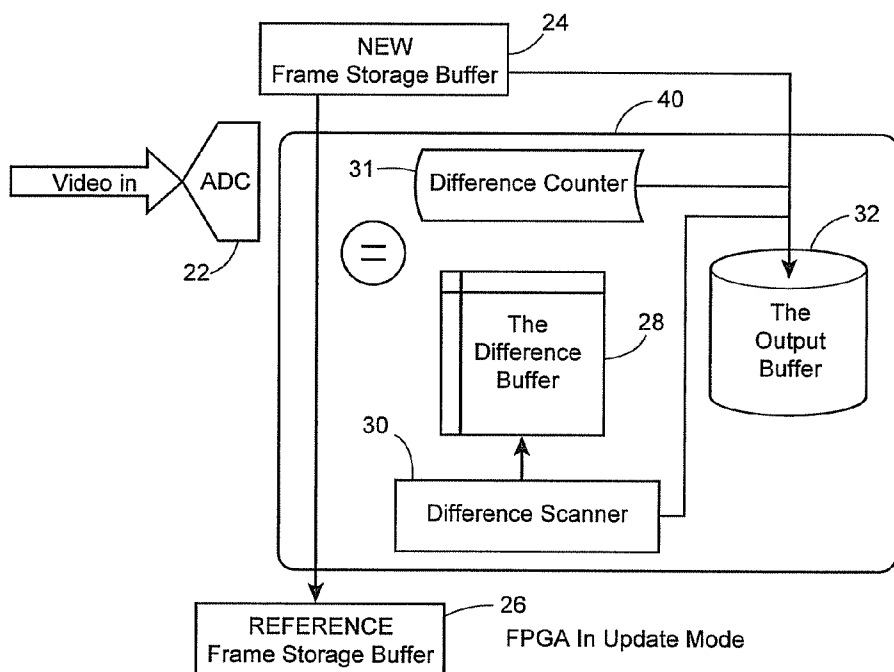 24
NEW
Frame Storage Buffer
40
Video in
ADC
31
Difference Counter
22
=
32
The
Output
Buffer
The
Difference
Buffer
28
30
Difference Scanner
26
REFERENCE
Frame Storage Buffer
FPGA In Update Mode